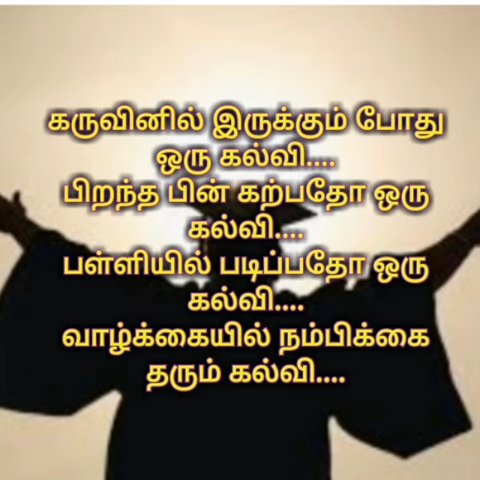 கருவினில் இருக்கும் போது
ஒரு கல்வி....
பிறந்த பின் கற்பதோ ஒரு
கல்வி....
பள்ளியில் படிப்பதோ ஒரு
கல்வி....
வாழ்க்கையில் நம்பிக்கை
தரும் கல்வி....